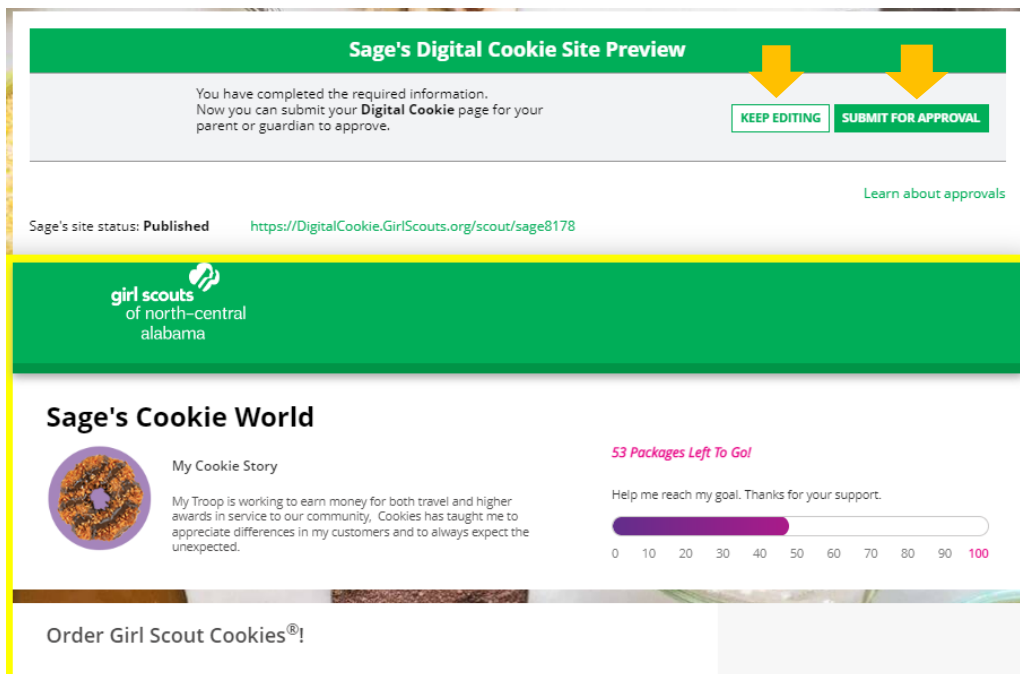 Sage's Digital Cookie Site Preview
You have completed the required information.
Now you can submit your Digital Cookie page for your
parent or guardian to approve.
KEEP EDITING
SUBMIT FOR APPROVAL
Learn about approvals
Sage's site status: Published https://DigitalCookie.GirlScouts.org/scout/sage8178
girl scouts
of north-central
alabama
Sage's Cookie World
My Cookie Story
My Troop is working to earn money for both travel and higher
awards in service to our community, Cookies has taught me to
appreciate differences in my customers and to always expect the
unexpected.
53 Packages Left To Go!
Help me reach my goal. Thanks for your support.
0 10 20 30 40 50 60 70 80 90 100
Order Girl Scout Cookies®!